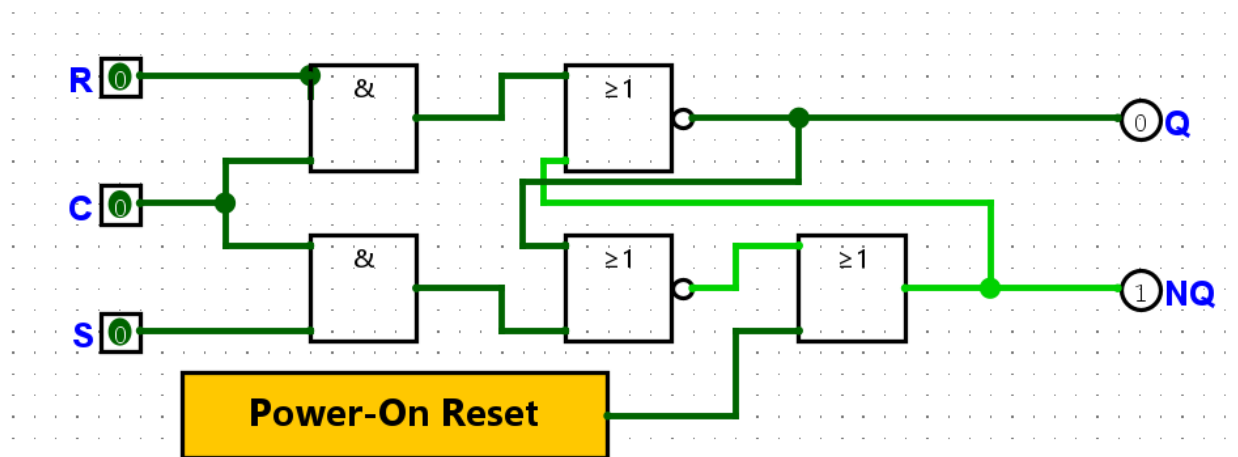 R 0 & ≥1
0 Q
C 0
& ≥1 ≥1
1 NQ
S 0
Power-On Reset